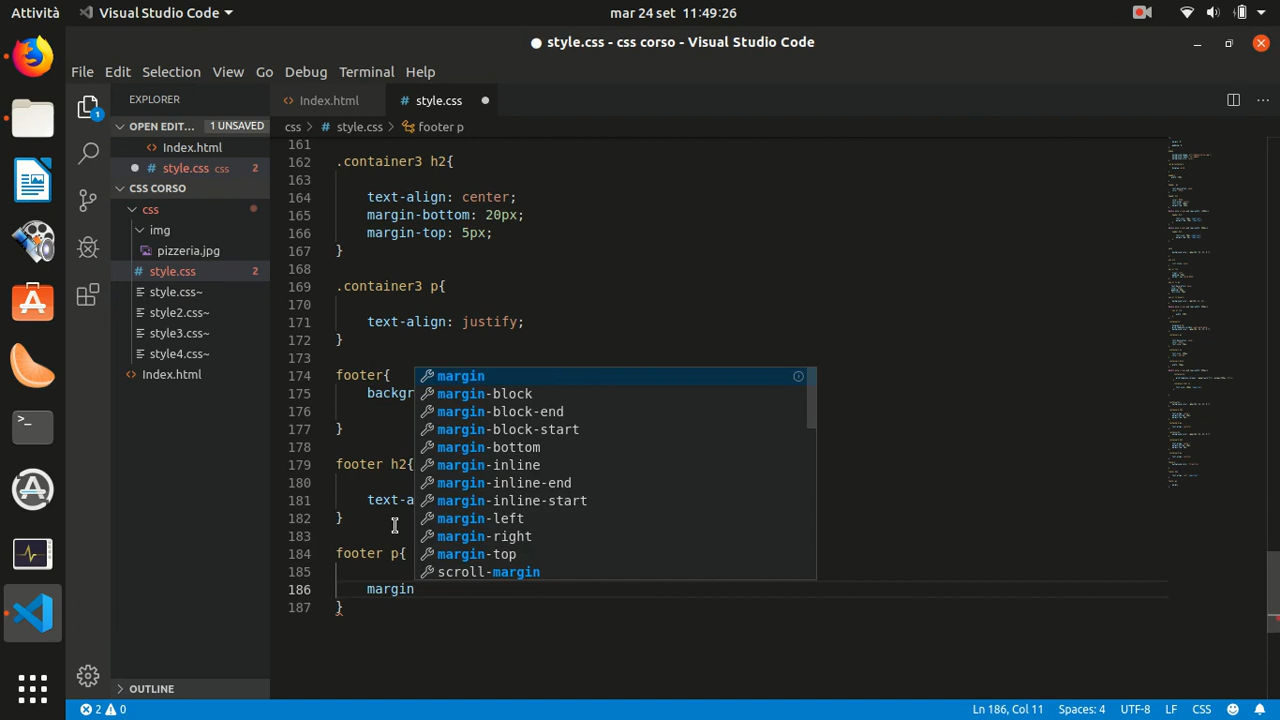 Attività
Visual Studio Code
mar 24 set 11:49:26
style.css - css corso - Visual Studio Code
File Edit Selection View Go Debug Terminal Help
EXPLORER
Index.html
style.css
OPEN EDIT... 1 UNSAVED
css > style.css > footer p
Index.html
style.css css 2
CSS CORSO
css
img
pizzeria.jpg
style.css 2
style.css~
style2.css~
style3.css~
style4.css~
Index.html
OUTLINE
1
161
162 .container3 h2{
163
164 text-align: center;
165 margin-bottom: 20px;
166 margin-top: 5px;
167 }
168
169 .container3 p{
170
171 text-align: justify;
172 }
173
174 footer{
175 backgr
176
177 }
178
179 footer h2{
180
181 text-a
182 }
183
184 footer p{
185
186 margin
187 }
margin
margin-block
margin-block-end
margin-block-start
margin-bottom
margin-inline
margin-inline-end
margin-inline-start
margin-left
margin-right
margin-top
scroll-margin
2 0
Ln 186, Col 11 Spaces: 4 UTF-8 LF CSS